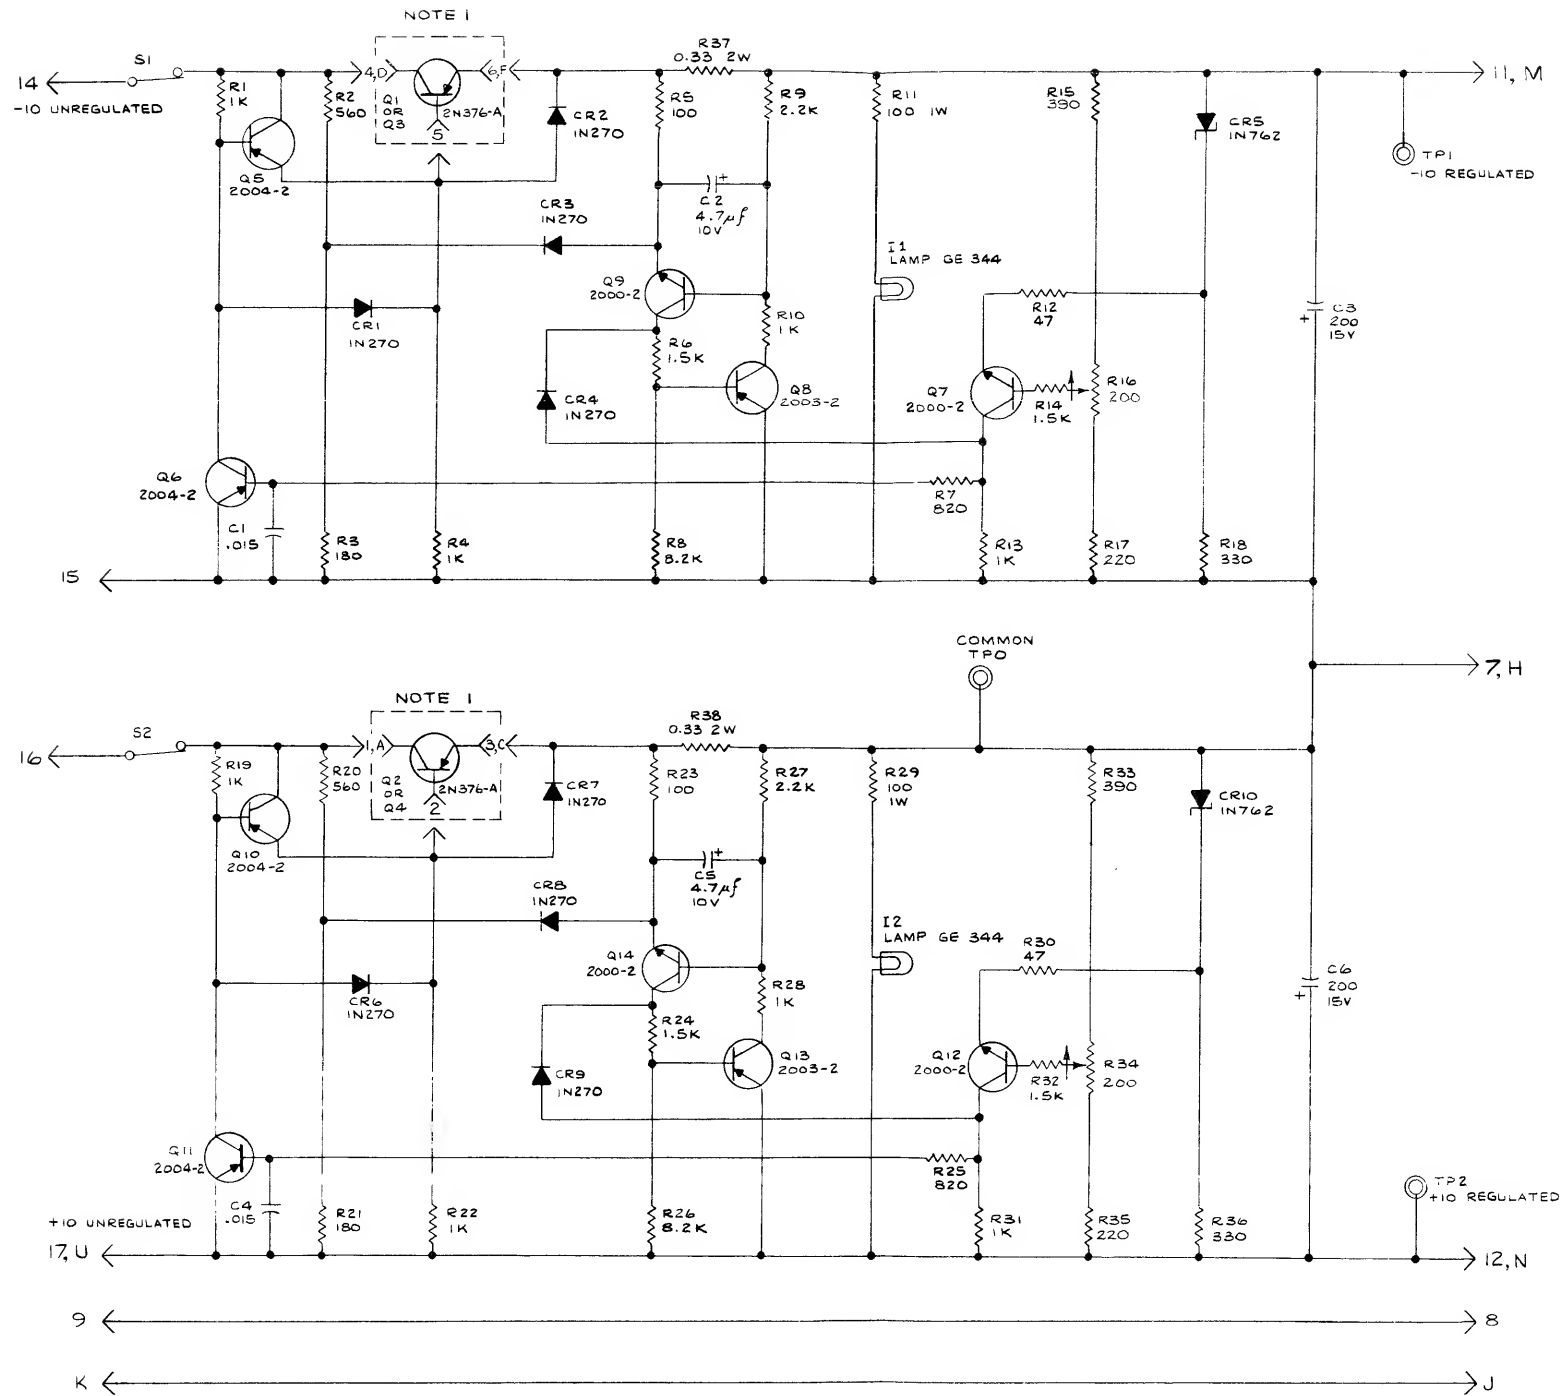 NOTE 1
14
-10 UNREGULATED
S1
R1
1K
Q5
2004-2
R2
560
4,D
Q1
OR
Q3
2N376-A
5
6,F
CR2
1N270
R5
100
R37
0.33 2W
R9
2.2K
R11
100 1W
R15
390
CR5
1N762
11, M
TP1
-10 REGULATED
C2
4.7μf
10V
+
CR3
1N270
I1
LAMP GE 344
Q9
2000-2
CR1
1N270
R10
1K
R12
47
C3
200
15V
+
R6
1.5K
CR4
1N270
Q8
2003-2
Q7
2000-2
R14
1.5K
R16
200
Q6
2004-2
C1
.015
R7
820
R3
180
R4
1K
R8
8.2K
R13
1K
R17
220
R18
330
15
COMMON
TP0
7, H
NOTE 1
16
S2
R19
1K
Q10
2004-2
R20
560
1,A
Q2
OR
Q4
2N376-A
2
3,C
CR7
1N270
R23
100
R38
0.33 2W
R27
2.2K
R29
100
1W
R33
390
CR10
1N762
C5
4.7μf
10V
+
CR8
1N270
I2
LAMP GE 344
Q14
2000-2
CR6
1N270
R28
1K
R30
47
C6
200
15V
+
R24
1.5K
CR9
1N270
Q13
2003-2
Q12
2000-2
R32
1.5K
R34
200
Q11
2004-2
C4
.015
R25
820
TP2
+10 REGULATED
+10 UNREGULATED
R21
180
R22
1K
R26
8.2K
R31
1K
R35
220
R36
330
17, U
12, N
9
8
K
J